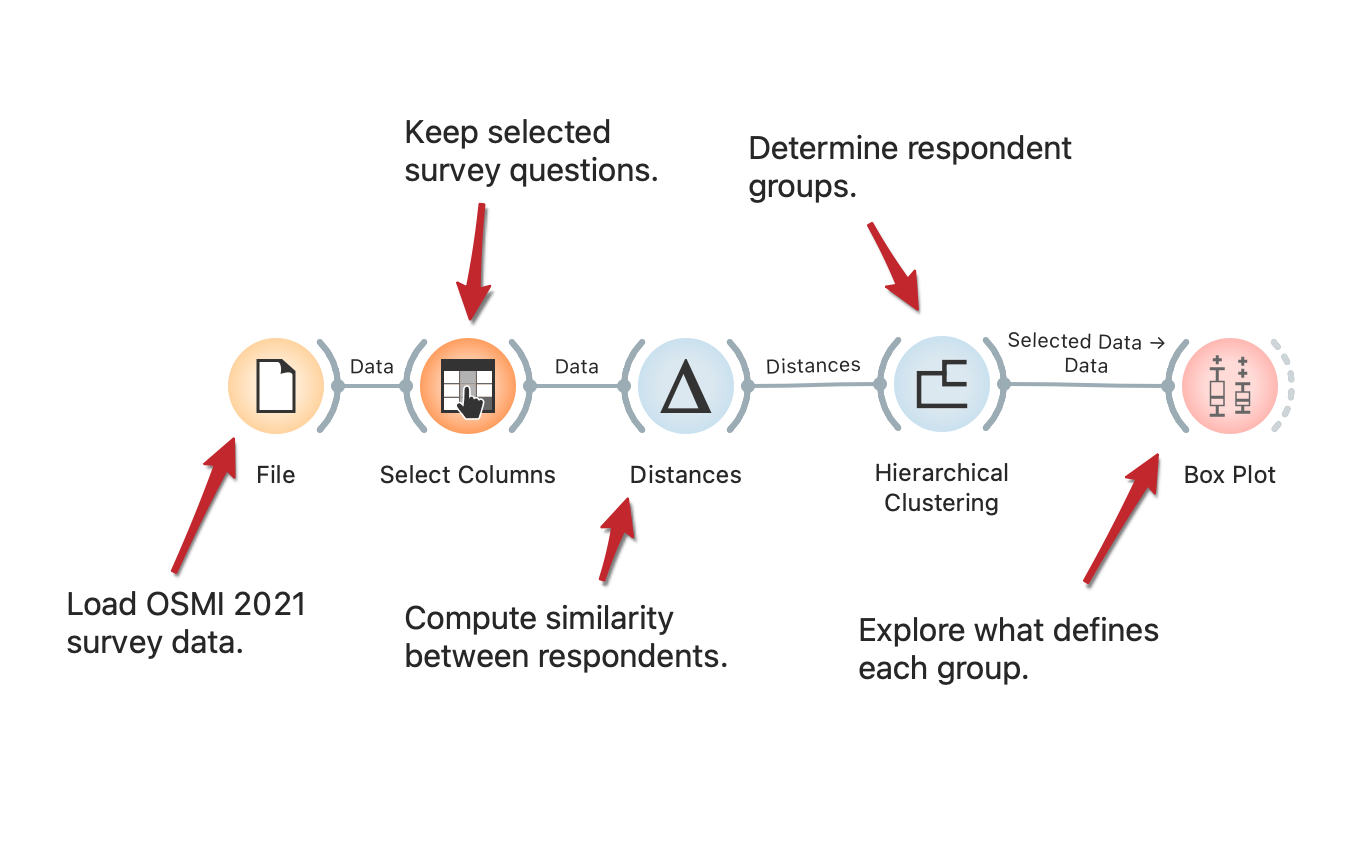 Keep selected
survey questions.
Determine respondent
groups.
Data
Data
Distances
Selected Data →
Data
File
Select Columns
Distances
Hierarchical
Clustering
Box Plot
Load OSMI 2021
survey data.
Compute similarity
between respondents.
Explore what defines
each group.